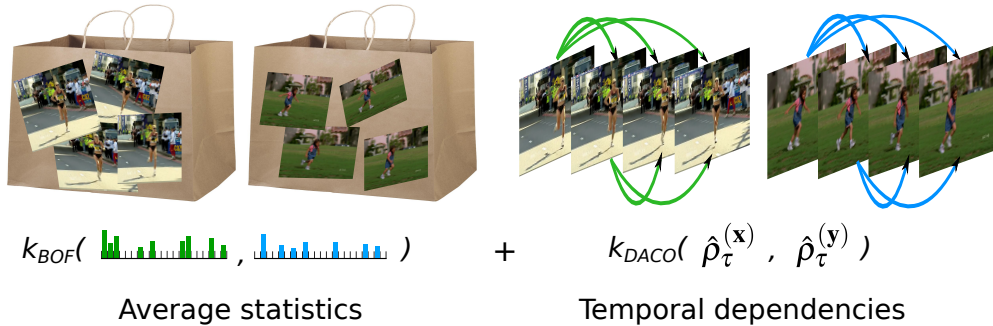 k_BOF( , ) + k_DACO( ρ̂_τ^(x) , ρ̂_τ^(y) )
Average statistics Temporal dependencies